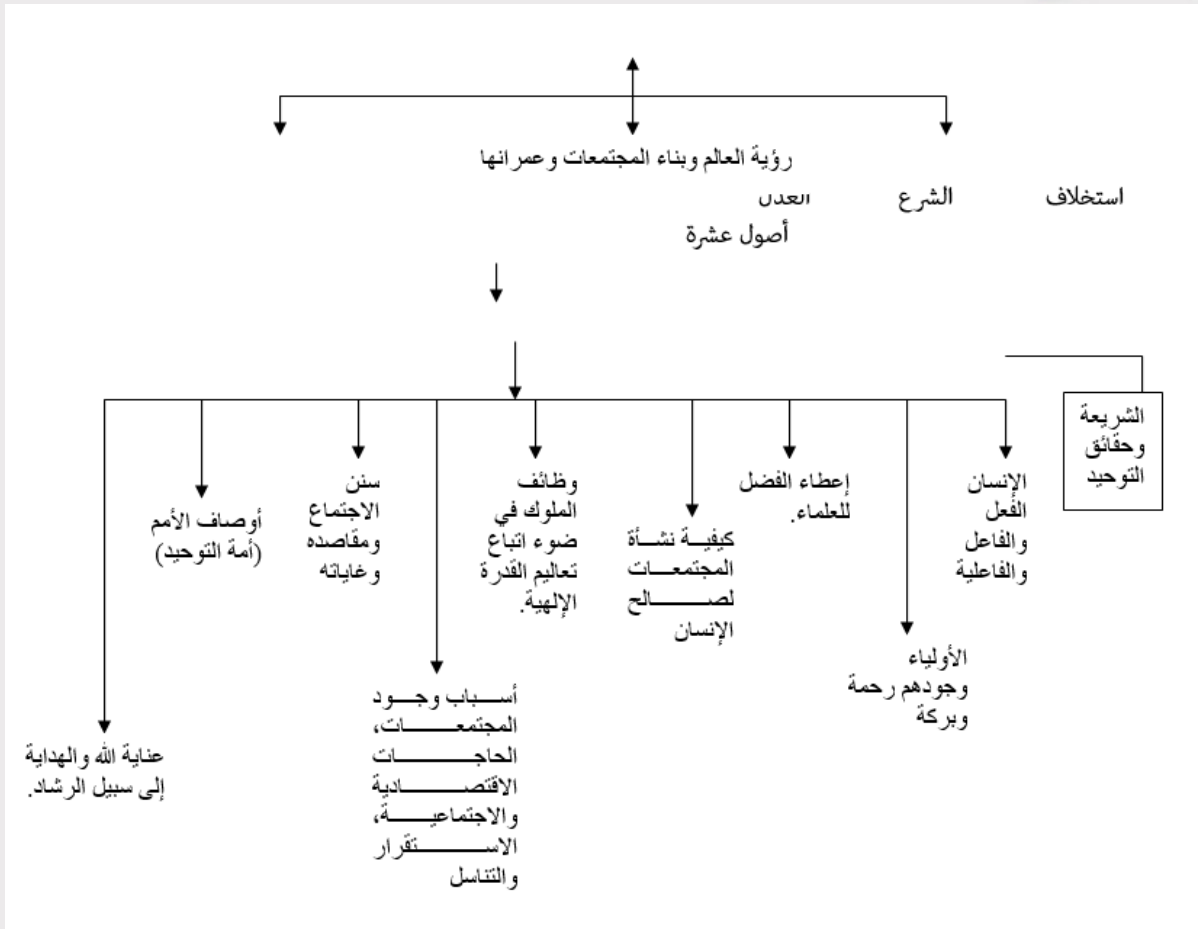 رؤية العالم وبناء المجتمعات وعمرانها
استخلاف الشرع العدل
أصول عشرة
الشريعة
وحقائق
التوحيد
الإنسان
الفعل
والفاعل
والفاعلية
الأولياء
وجودهم رحمة
وبركة
إعطاء الفضل
للعلماء.
كيفية نشأة
المجتمعات
لصالح
الإنسان
وظائف
الملوك في
ضوء اتباع
تعاليم القدرة
الإلهية.
أسباب وجود
المجتمعات،
الحاجات
الاقتصادية
والاجتماعية،
الاستقرار
والتناسل
سنن
الاجتماع
ومقاصده
وغاياته
أوصاف الأمم
(أمة التوحيد)
عناية الله والهداية
إلى سبيل الرشاد.